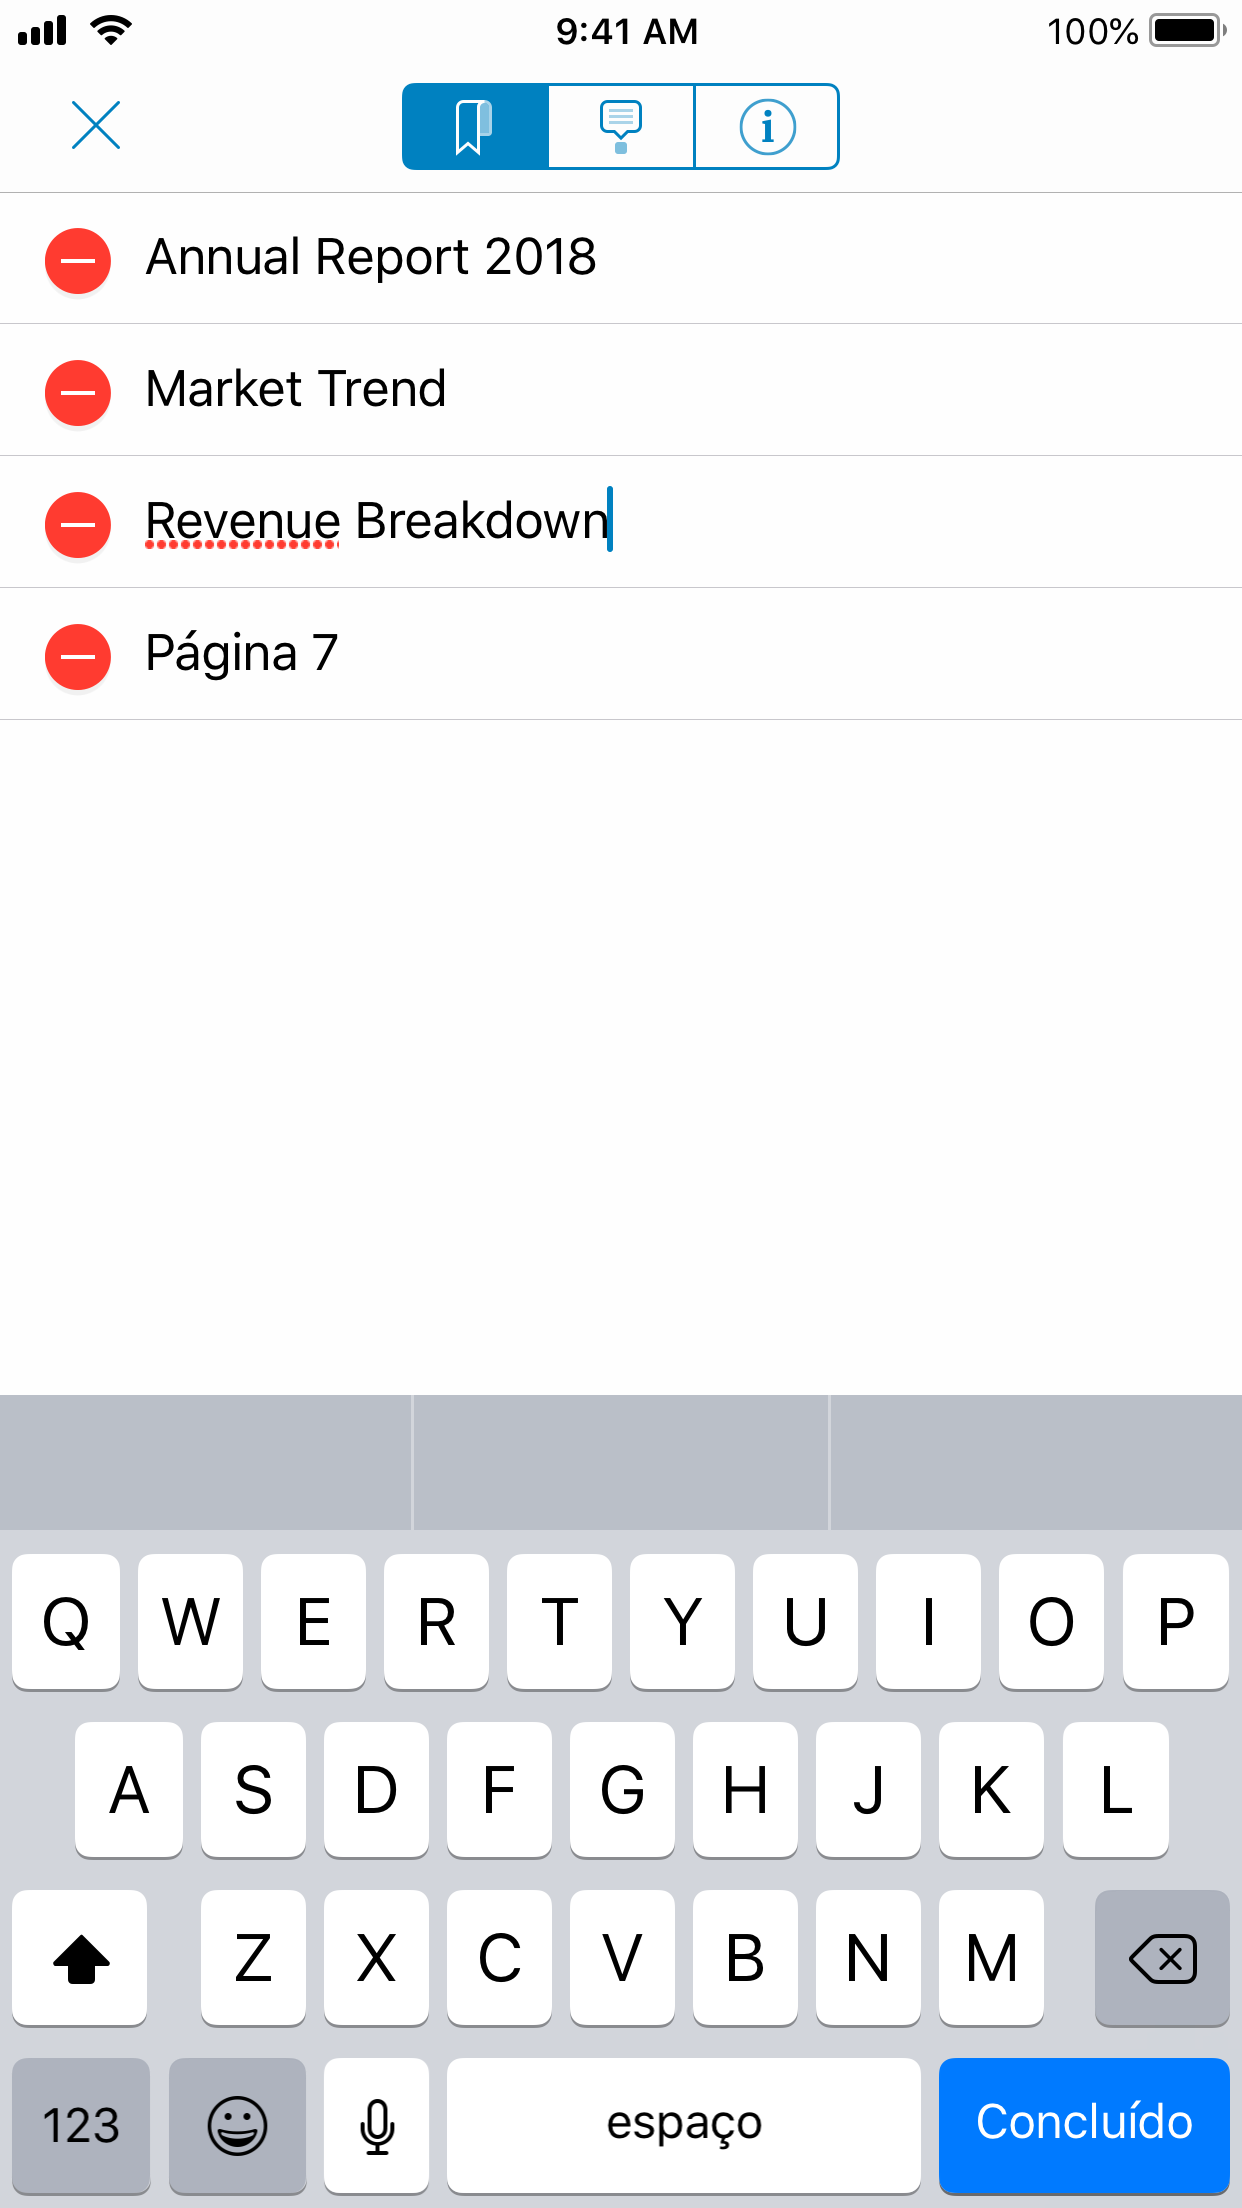 9:41 AM 100%
i
Annual Report 2018
Market Trend
Revenue Breakdown
Página 7
Q W E R T Y U I O P
A S D F G H J K L
Z X C V B N M
123 espaço Concluído